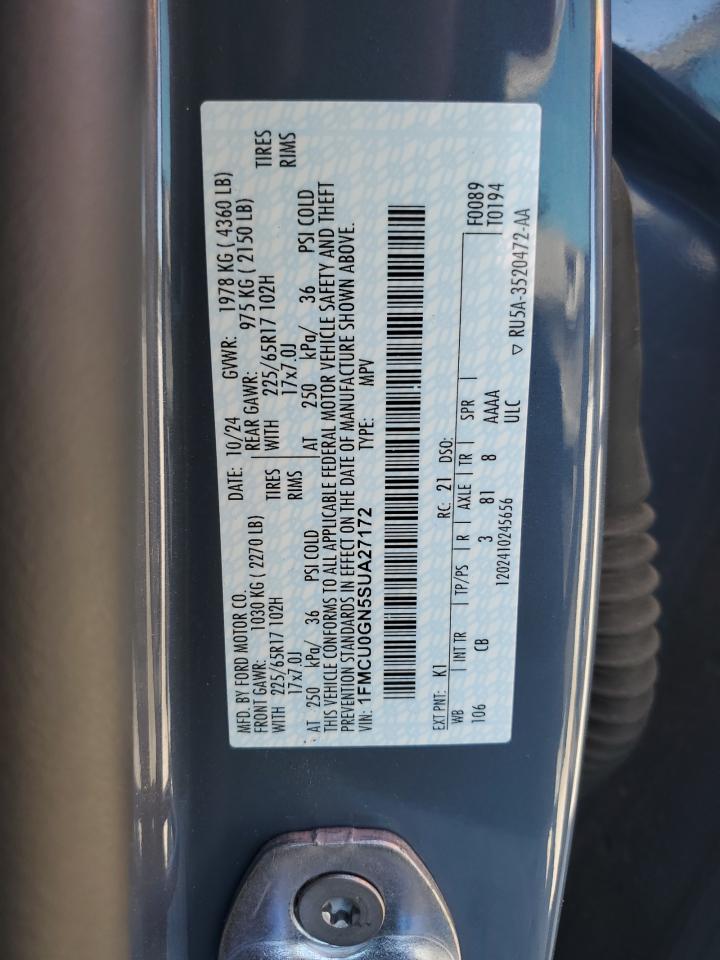 MFD. BY FORD MOTOR CO. DATE: 10/24 GVWR: 1978 KG ( 4360 LB)
FRONT GAWR: 1030 KG ( 2270 LB) REAR GAWR: 975 KG ( 2150 LB)
WITH 225/65R17 102H TIRES WITH 225/65R17 102H TIRES
17x7.0J RIMS 17x7.0J RIMS
AT 250 kPa/ 36 PSI COLD AT 250 kPa/ 36 PSI COLD
THIS VEHICLE CONFORMS TO ALL APPLICABLE FEDERAL MOTOR VEHICLE SAFETY AND THEFT
PREVENTION STANDARDS IN EFFECT ON THE DATE OF MANUFACTURE SHOWN ABOVE.
VIN: 1FMCU0GN5SUA27172 TYPE: MPV
EXT PNT: K1 RC: 21 DSO:
WB INT TR TP/PS R AXLE TR SPR F0089
106 CB 3 81 8 AAAA T0194
1202410245656 ULC
▽ RU5A-3520472-AA